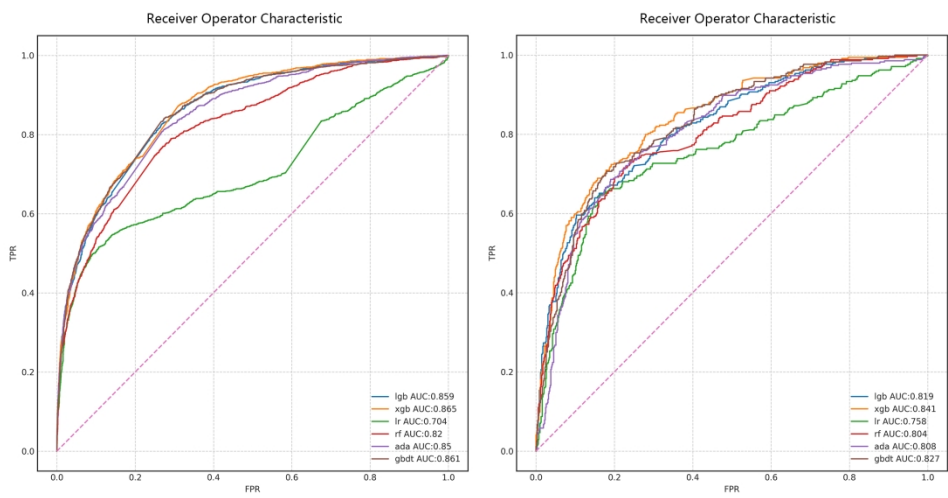 Receiver Operator Characteristic
1.0
0.8
0.6
0.4
0.2
0.0
TPR
0.0 0.2 0.4 0.6 0.8 1.0
FPR
lgb AUC:0.859
xgb AUC:0.865
lr AUC:0.704
rf AUC:0.82
ada AUC:0.85
gbdt AUC:0.861
Receiver Operator Characteristic
1.0
0.8
0.6
0.4
0.2
0.0
TPR
0.0 0.2 0.4 0.6 0.8 1.0
FPR
lgb AUC:0.819
xgb AUC:0.841
lr AUC:0.758
rf AUC:0.804
ada AUC:0.808
gbdt AUC:0.827